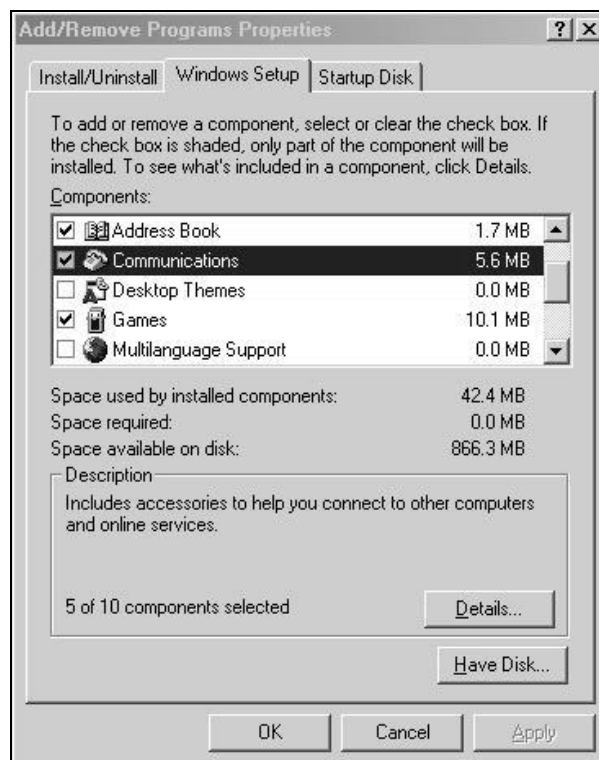 Add/Remove Programs Properties
Install/Uninstall Windows Setup Startup Disk
To add or remove a component, select or clear the check box. If
the check box is shaded, only part of the component will be
installed. To see what's included in a component, click Details.
Components:
Address Book 1.7 MB
Communications 5.6 MB
Desktop Themes 0.0 MB
Games 10.1 MB
Multilanguage Support 0.0 MB
Space used by installed components: 42.4 MB
Space required: 0.0 MB
Space available on disk: 866.3 MB
Description
Includes accessories to help you connect to other computers
and online services.
5 of 10 components selected Details...
Have Disk...
OK Cancel Apply